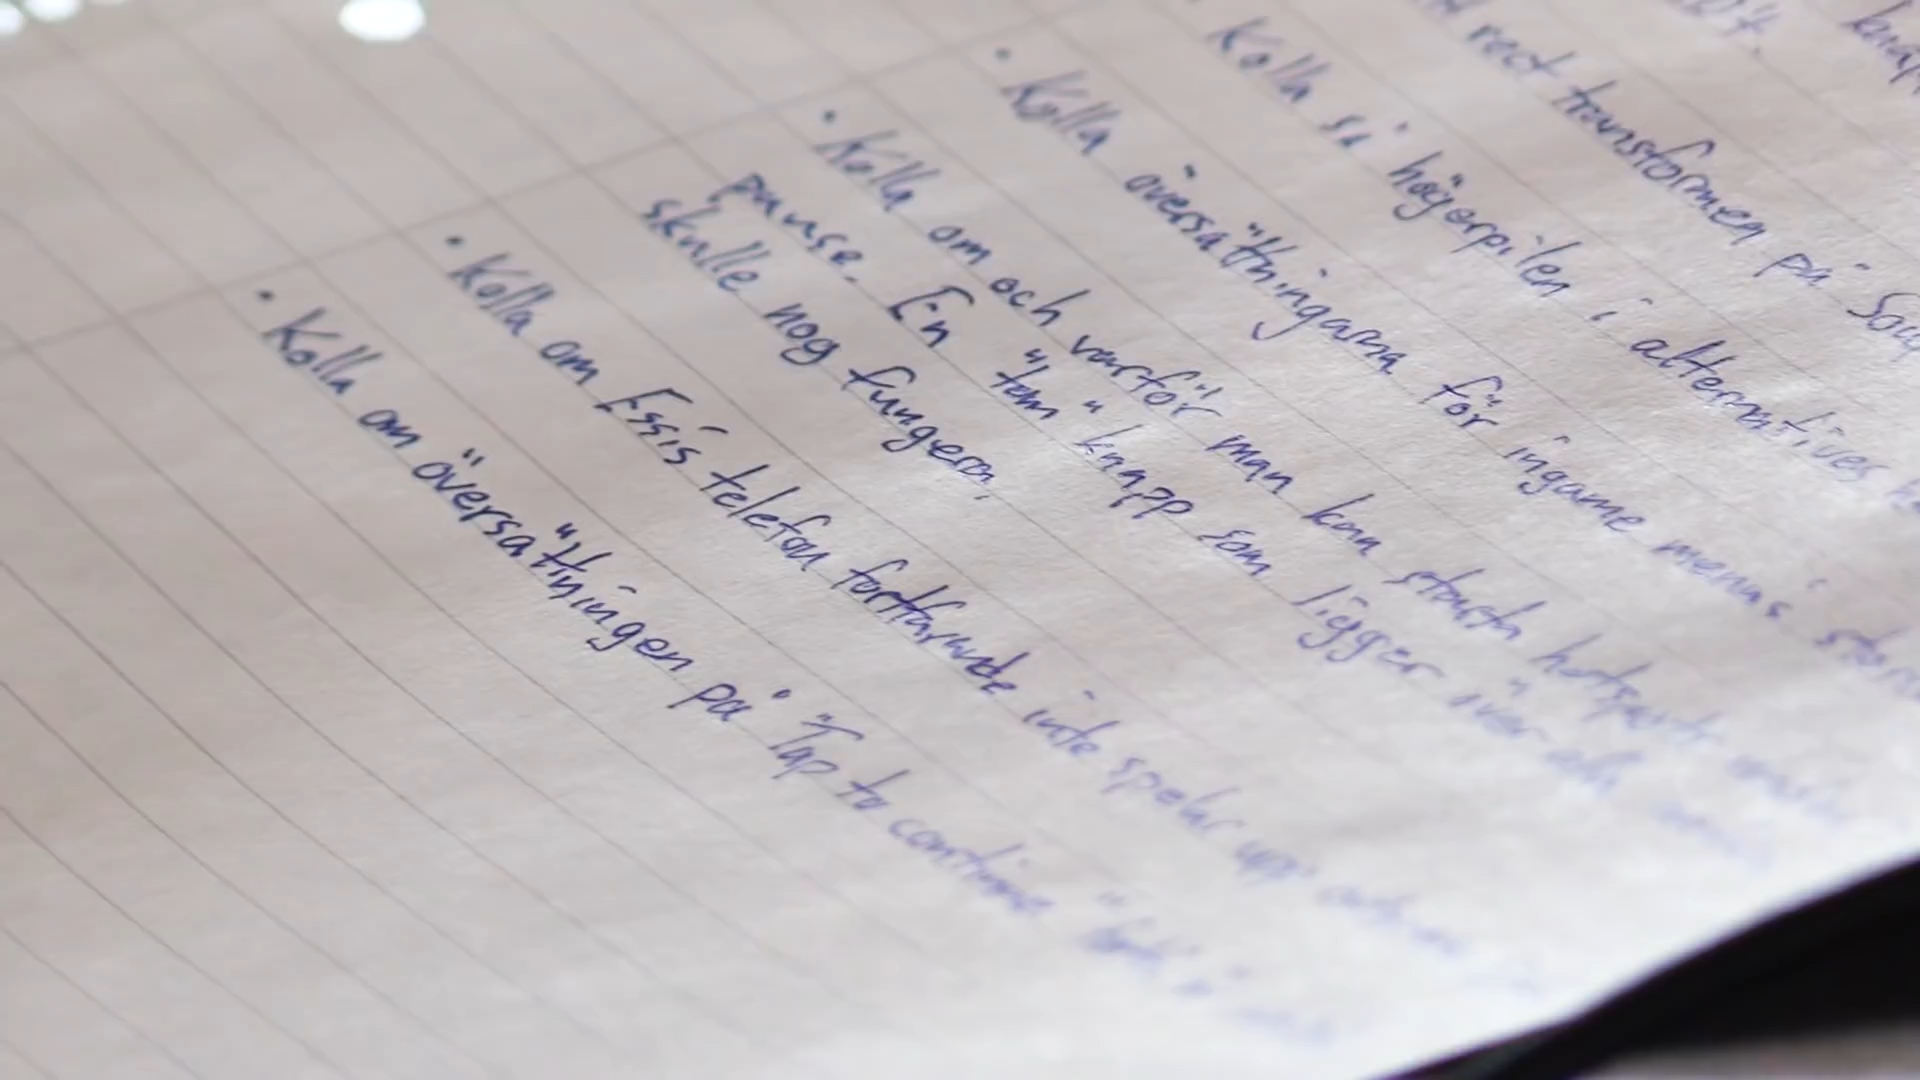 knapp
rect transformen på Sou
Kolla så högerpilen i alternatives
• Kolla översättningarna för ingame menus
• Kolla om och varför man kan starta hotspots
pause. En "tom" knapp som ligger över
skulle nog fungera.
• Kolla om Essis telefon fortfarande inte spelar upp
• Kolla om översättningen på "Tap to continue"